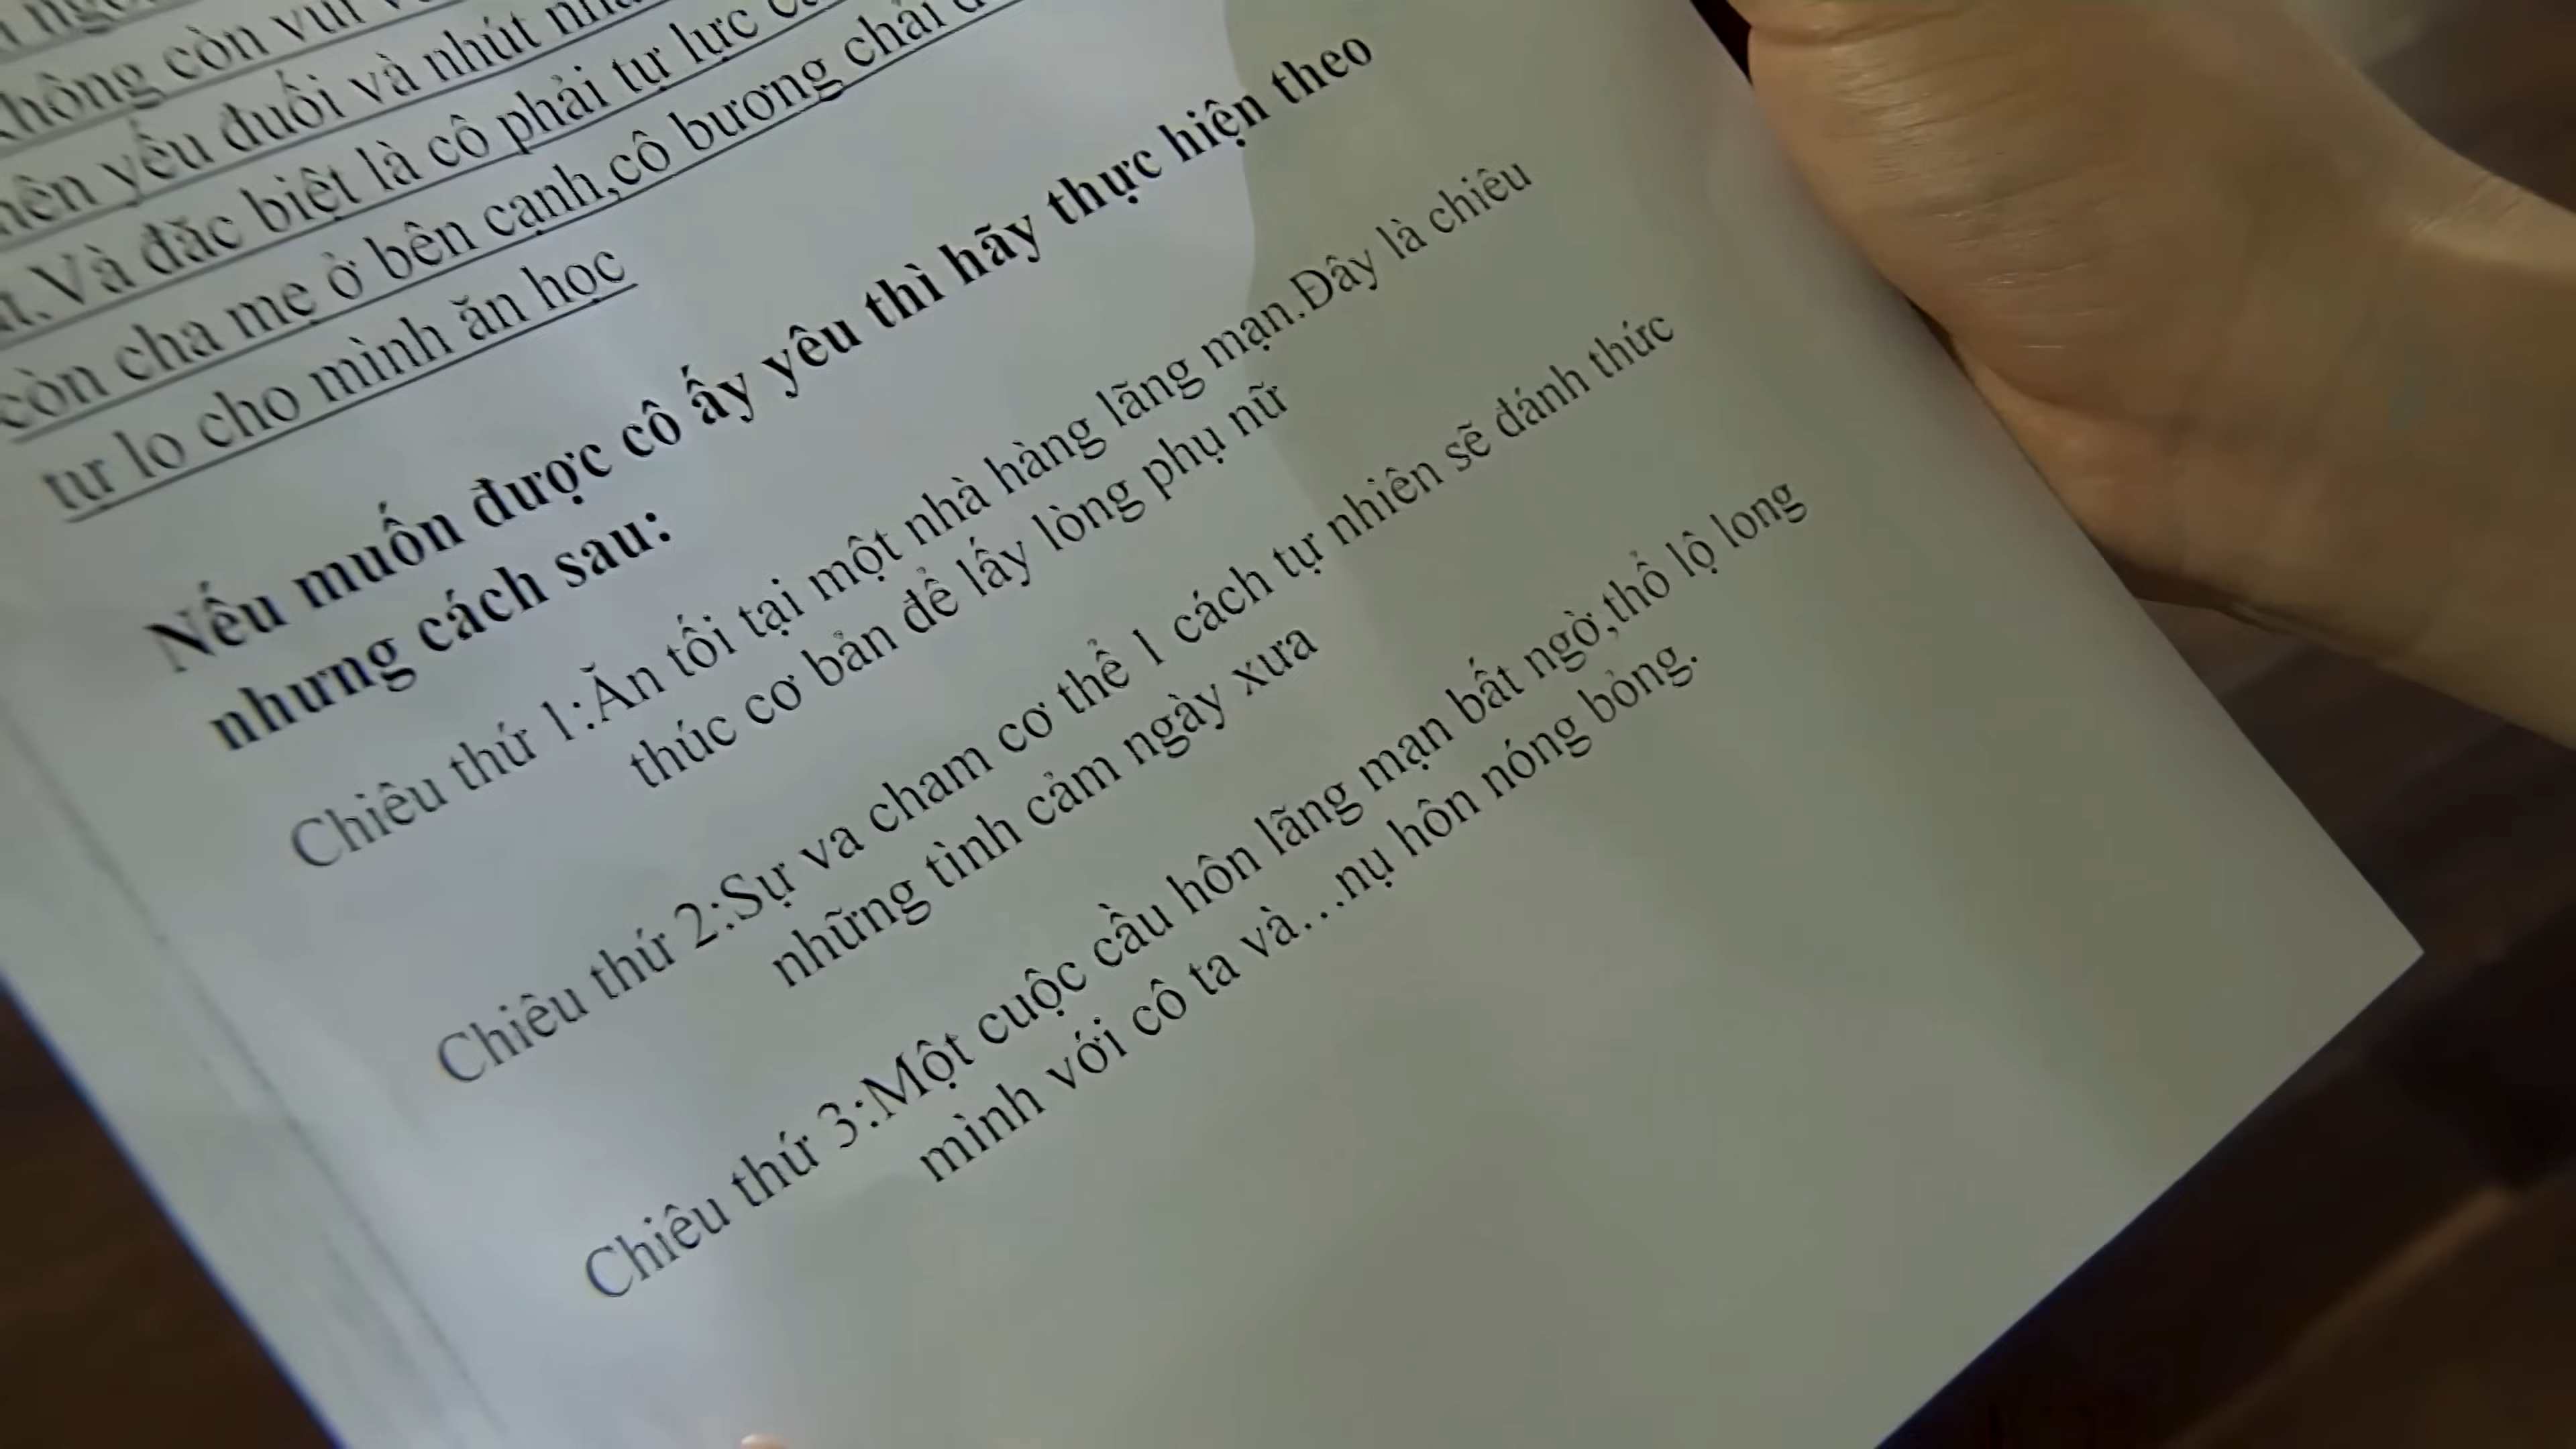 còn vui
yếu đuối và nhút
Và đăc biệt là cô phải tự lực
còn cha mẹ ở bên cạnh,cô bương chải
tự lo cho mình ăn học
Nếu muốn được cô ấy yêu thì hãy thực hiện theo
nhưng cách sau:
Chiêu thứ 1:Ăn tối tại một nhà hàng lãng mạn.Đây là chiêu
thúc cơ bản để lấy lòng phụ nữ
Chiêu thứ 2:Sự va cham cơ thể 1 cách tự nhiên sẽ đánh thức
những tình cảm ngày xưa
Chiêu thứ 3:Một cuộc cầu hôn lãng mạn bất ngờ,thổ lộ long
mình với cô ta và...nụ hôn nóng bỏng.